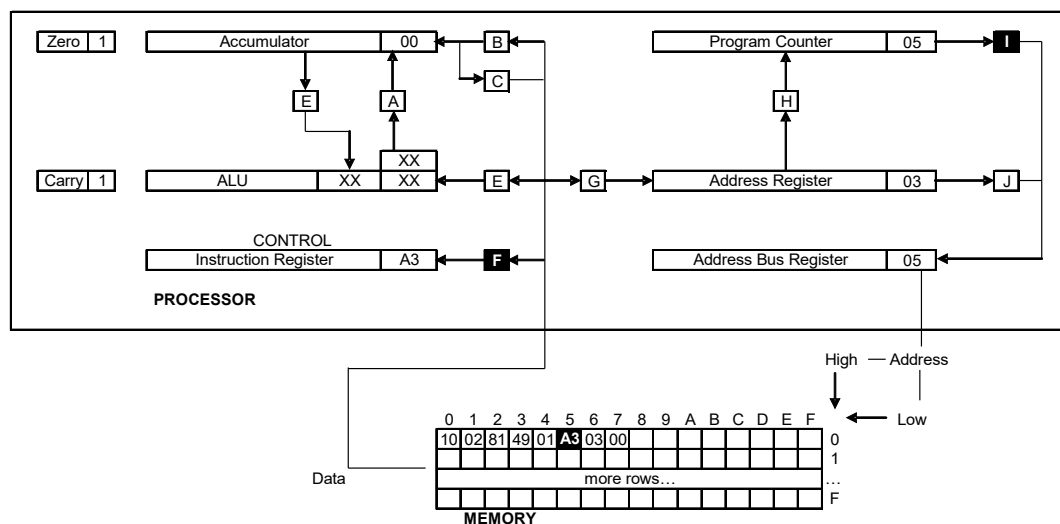 Zero 1 Accumulator 00 B Program Counter 05 I
C
E A H
XX
Carry 1 ALU XX XX E G Address Register 03 J
CONTROL
Instruction Register A3 F Address Bus Register 05
PROCESSOR
High Address
Low
0 1 2 3 4 5 6 7 8 9 A B C D E F
10 02 81 49 01 A3 03 00 0
1
Data more rows… …
F
MEMORY